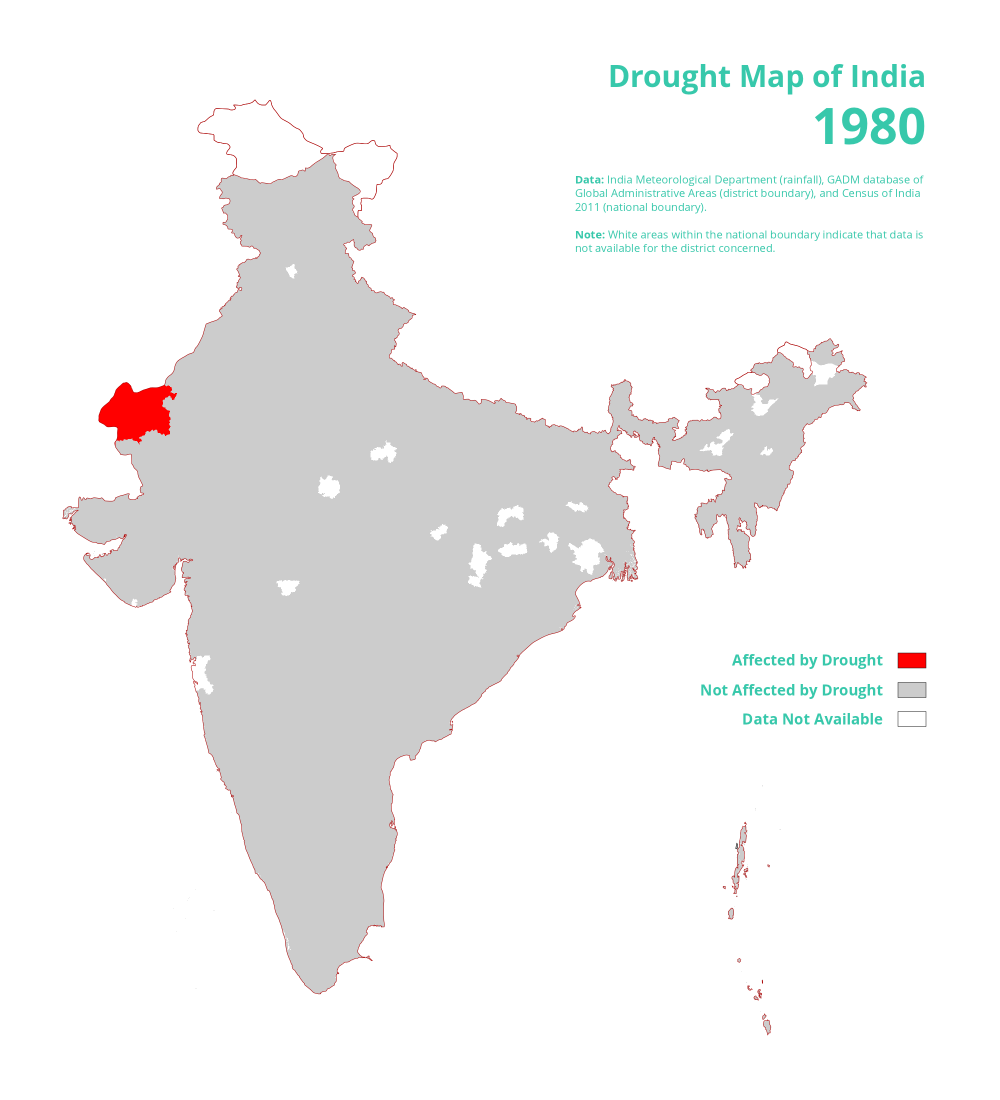 Drought Map of India
1980
Data: India Meteorological Department (rainfall), GADM database of
Global Administrative Areas (district boundary), and Census of India
2011 (national boundary).
Note: White areas within the national boundary indicate that data is
not available for the district concerned.
Affected by Drought
Not Affected by Drought
Data Not Available